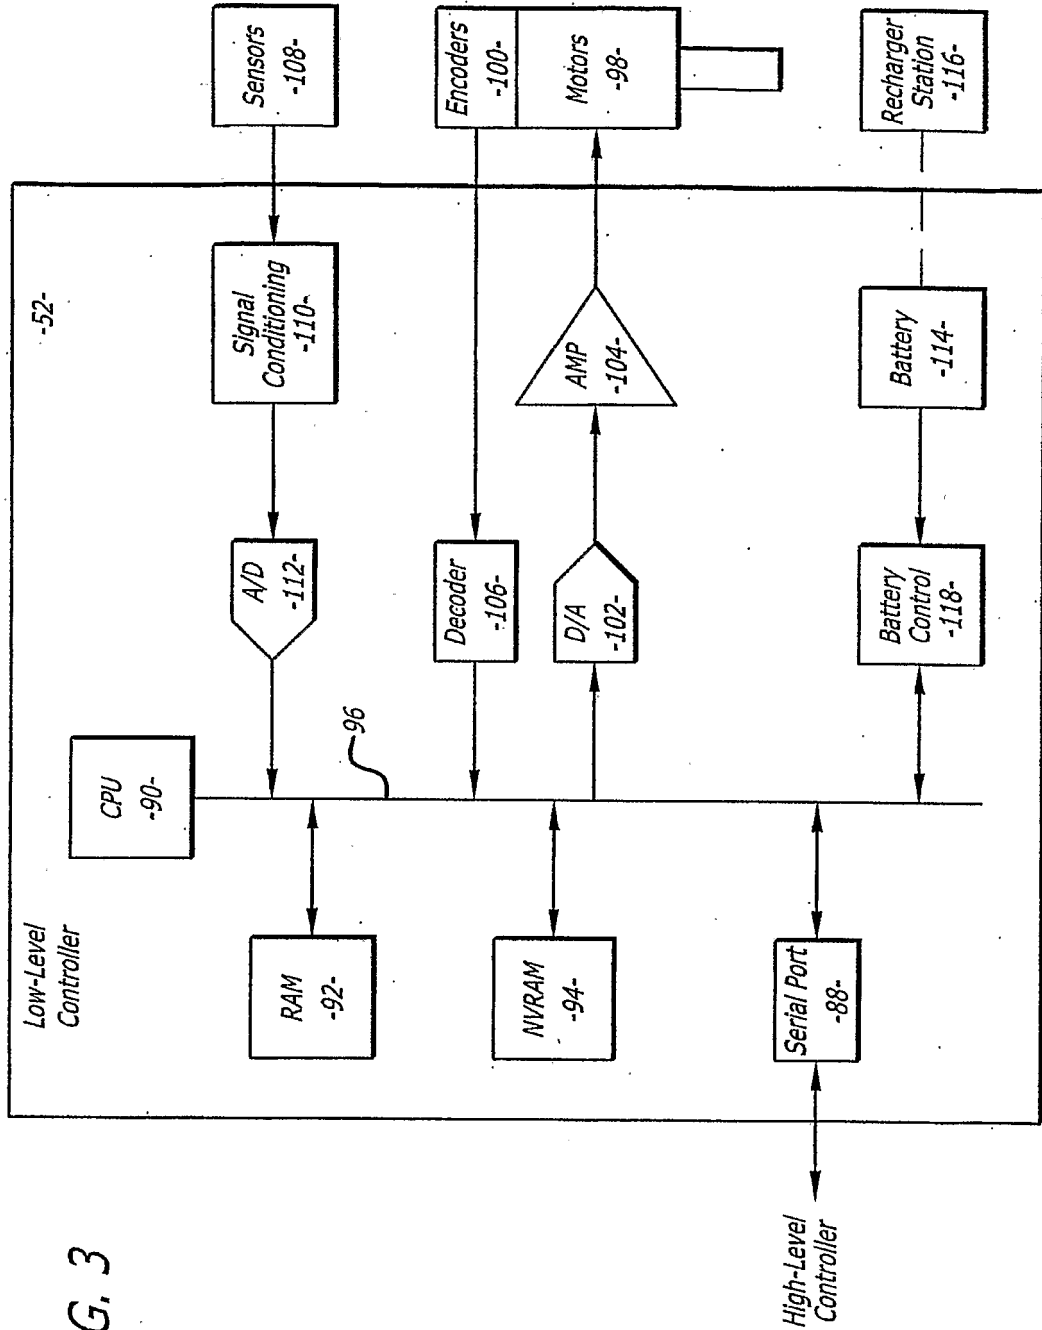 G. 3
Low-Level
Controller
-52-
CPU
-90-
RAM
-92-
96
NVRAM
-94-
Serial Port
-88-
High-Level
Controller
A/D
-112-
Signal
Conditioning
-110-
Sensors
-108-
Decoder
-106-
Encoders
-100-
D/A
-102-
AMP
-104-
Motors
-98-
Battery
Control
-118-
Battery
-114-
Recharger
Station
-116-